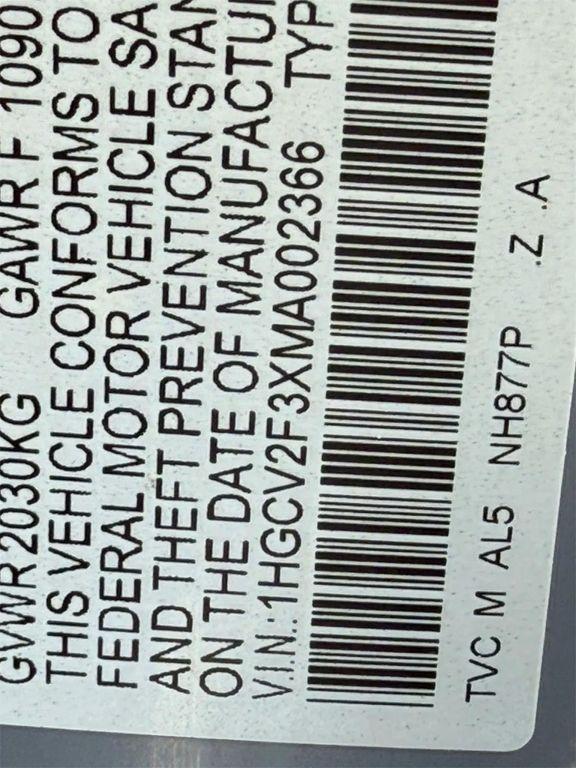 GVWR 2030KG GAWR F 1090
THIS VEHICLE CONFORMS TO
FEDERAL MOTOR VEHICLE SA
AND THEFT PREVENTION STAN
ON THE DATE OF MANUFACTU
V.I.N.:1HGCV2F3XMA002366 TYP
TVC M AL5 NH877P .Z .A